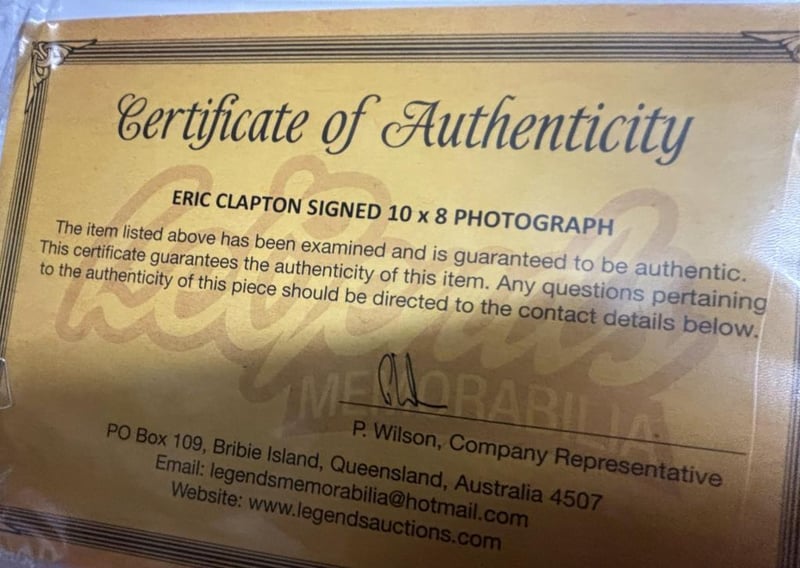 Certificate of Authenticity
ERIC CLAPTON SIGNED 10 x 8 PHOTOGRAPH
The item listed above has been examined and is guaranteed to be authentic.
This certificate guarantees the authenticity of this item. Any questions pertaining
to the authenticity of this piece should be directed to the contact details below.
Legends
MEMORABILIA
P. Wilson, Company Representative
PO Box 109, Bribie Island, Queensland, Australia 4507
Email: legendsmemorabilia@hotmail.com
Website: www.legendsauctions.com